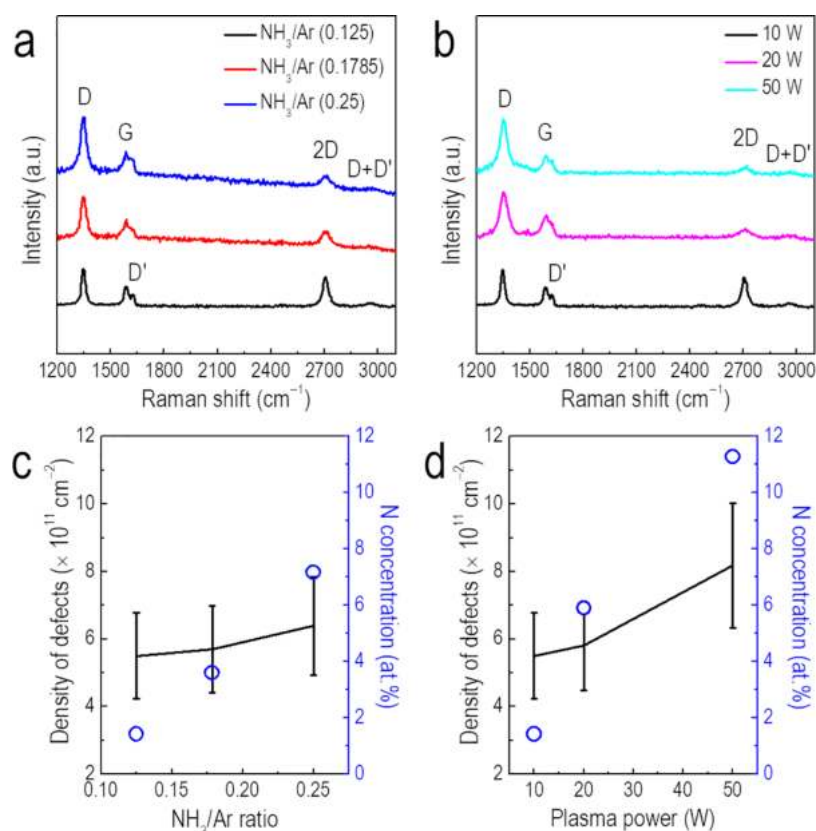 a
NH₃/Ar (0.125)
NH₃/Ar (0.1785)
NH₃/Ar (0.25)
D
G
2D
D+D'
D'
Intensity (a.u.)
1200 1500 1800 2100 2400 2700 3000
Raman shift (cm⁻¹)
b
10 W
20 W
50 W
D
G
2D
D+D'
D'
Intensity (a.u.)
1200 1500 1800 2100 2400 2700 3000
Raman shift (cm⁻¹)
c
Density of defects (× 10¹¹ cm⁻²)
12
10
8
6
4
2
0.10 0.15 0.20 0.25
NH₃/Ar ratio
12
10
8
6
4
2
0
N concentration (at.%)
d
Density of defects (× 10¹¹ cm⁻²)
12
10
8
6
4
2
10 20 30 40 50
Plasma power (W)
12
10
8
6
4
2
0
N concentration (at.%)